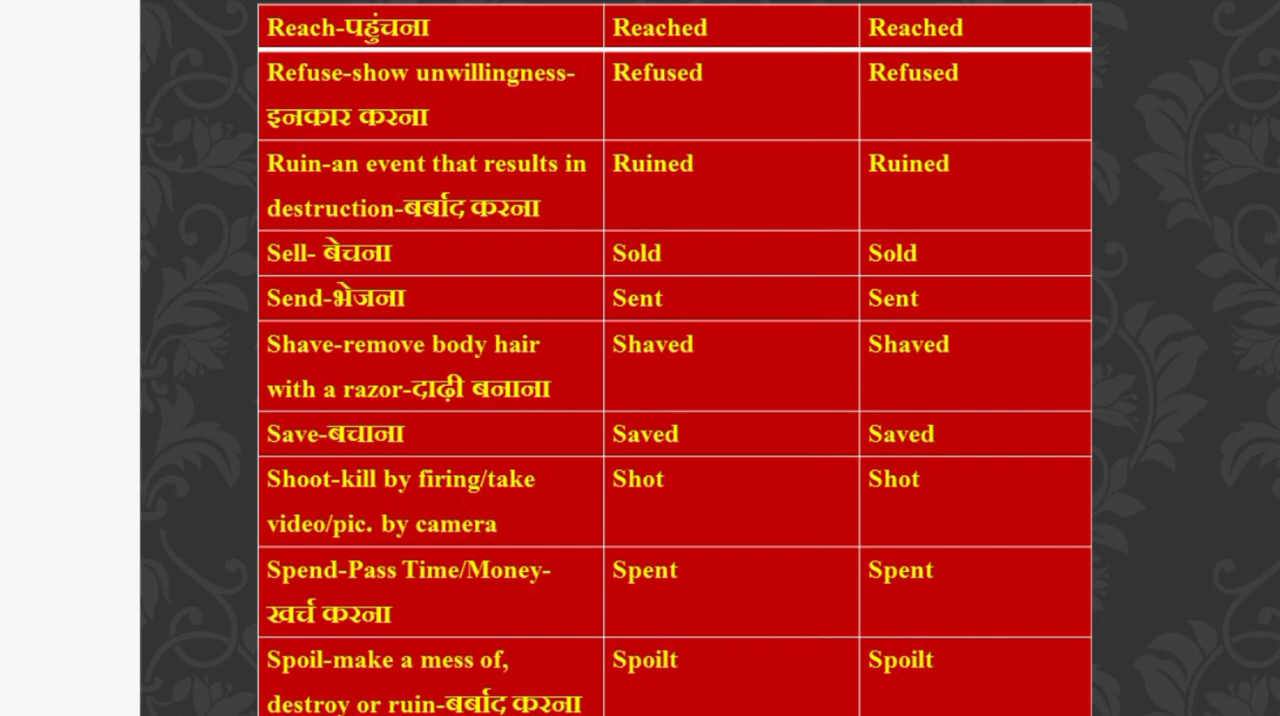 Reach-पहुंचना Reached Reached
Refuse-show unwillingness- Refused Refused
इनकार करना
Ruin-an event that results in Ruined Ruined
destruction-बर्बाद करना
Sell- बेचना Sold Sold
Send-भेजना Sent Sent
Shave-remove body hair Shaved Shaved
with a razor-दाढ़ी बनाना
Save-बचाना Saved Saved
Shoot-kill by firing/take Shot Shot
video/pic. by camera
Spend-Pass Time/Money- Spent Spent
खर्च करना
Spoil-make a mess of, Spoilt Spoilt
destroy or ruin-बर्बाद करना